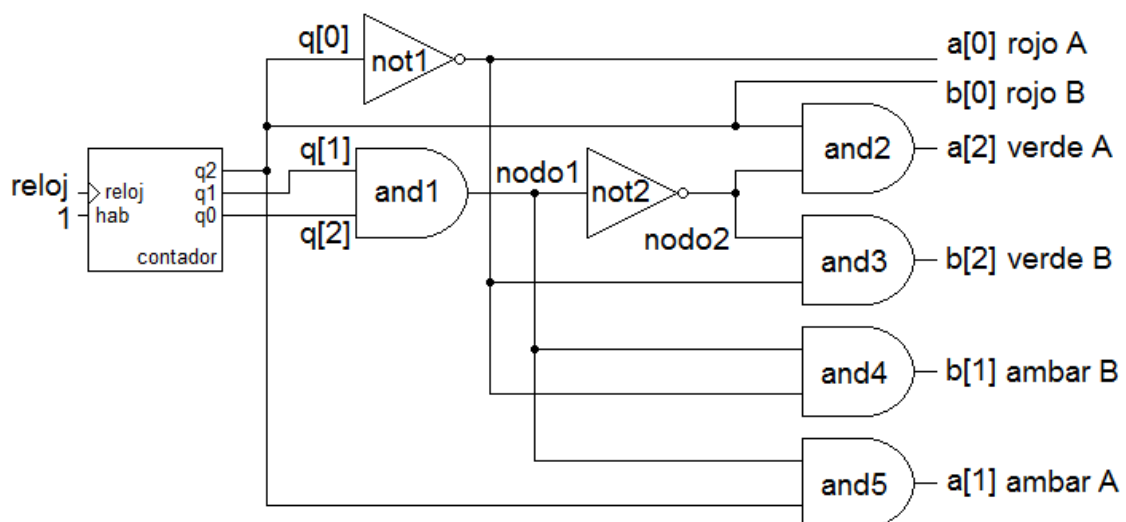 q[0]
not1
a[0] rojo A
b[0] rojo B
q[1]
and2
a[2] verde A
q2
reloj
reloj
q1
and1
nodo1
not2
1
hab
q0
q[2]
nodo2
contador
and3
b[2] verde B
and4
b[1] ambar B
and5
a[1] ambar A